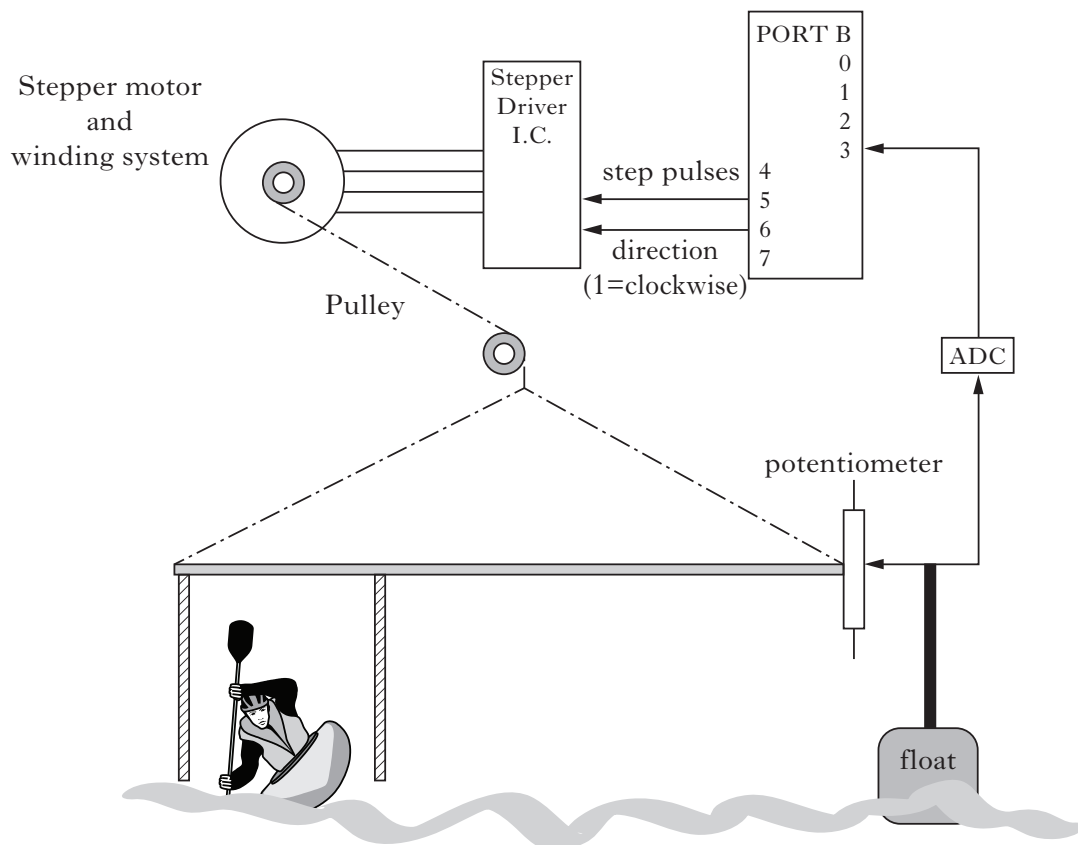 PORT B
0
1
2
3
4
5
6
7
Stepper
Driver
I.C.
Stepper motor
and
winding system
step pulses
direction
(1=clockwise)
Pulley
ADC
potentiometer
float